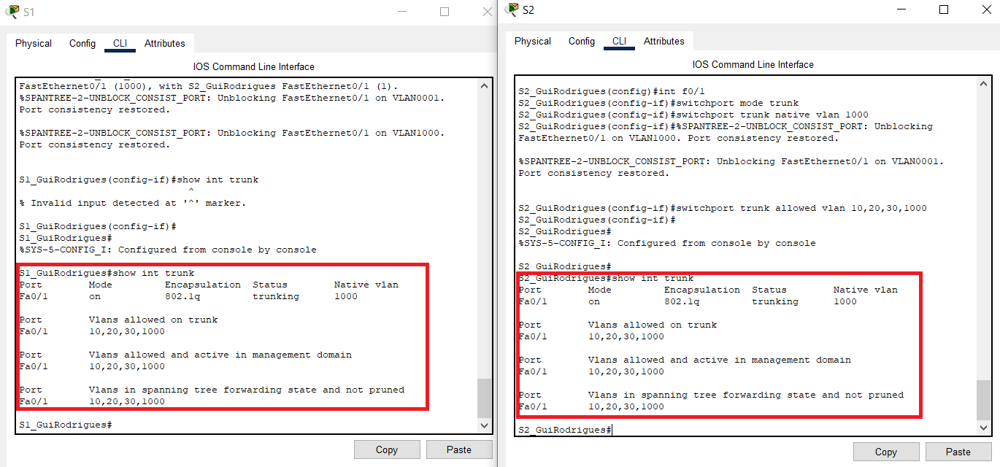 S1
Physical Config CLI Attributes
IOS Command Line Interface
FastEthernet0/1 (1000), with S2_GuiRodrigues FastEthernet0/1 (1).
%SPANTREE-2-UNBLOCK_CONSIST_PORT: Unblocking FastEthernet0/1 on VLAN0001.
Port consistency restored.
%SPANTREE-2-UNBLOCK_CONSIST_PORT: Unblocking FastEthernet0/1 on VLAN1000.
Port consistency restored.
S1_GuiRodrigues(config-if)#show int trunk
^
% Invalid input detected at '^' marker.
S1_GuiRodrigues(config-if)#
S1_GuiRodrigues#
%SYS-5-CONFIG_I: Configured from console by console
S1_GuiRodrigues#show int trunk
Port Mode Encapsulation Status Native vlan
Fa0/1 on 802.1q trunking 1000
Port Vlans allowed on trunk
Fa0/1 10,20,30,1000
Port Vlans allowed and active in management domain
Fa0/1 10,20,30,1000
Port Vlans in spanning tree forwarding state and not pruned
Fa0/1 10,20,30,1000
S1_GuiRodrigues#
Copy Paste
S2
Physical Config CLI Attributes
IOS Command Line Interface
S2_GuiRodrigues(config)#int f0/1
S2_GuiRodrigues(config-if)#switchport mode trunk
S2_GuiRodrigues(config-if)#switchport trunk native vlan 1000
S2_GuiRodrigues(config-if)#%SPANTREE-2-UNBLOCK_CONSIST_PORT: Unblocking
FastEthernet0/1 on VLAN1000. Port consistency restored.
%SPANTREE-2-UNBLOCK_CONSIST_PORT: Unblocking FastEthernet0/1 on VLAN0001.
Port consistency restored.
S2_GuiRodrigues(config-if)#switchport trunk allowed vlan 10,20,30,1000
S2_GuiRodrigues(config-if)#
S2_GuiRodrigues#
%SYS-5-CONFIG_I: Configured from console by console
S2_GuiRodrigues#
S2_GuiRodrigues#show int trunk
Port Mode Encapsulation Status Native vlan
Fa0/1 on 802.1q trunking 1000
Port Vlans allowed on trunk
Fa0/1 10,20,30,1000
Port Vlans allowed and active in management domain
Fa0/1 10,20,30,1000
Port Vlans in spanning tree forwarding state and not pruned
Fa0/1 10,20,30,1000
S2_GuiRodrigues#
Copy Paste